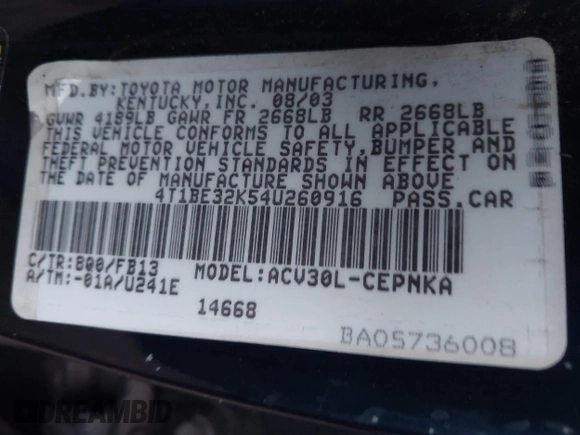 MFD.BY:TOYOTA MOTOR MANUFACTURING.
KENTUCKY,INC. 08/03
GVWR 4189LB GAWR FR 2668LB RR 2668LB
THIS VEHICLE CONFORMS TO ALL APPLICABLE
FEDERAL MOTOR VEHICLE SAFETY,BUMPER AND
THEFT PREVENTION STANDARDS IN EFFECT ON
THE DATE OF MANUFACTURE SHOWN ABOVE
4T1BE32K54U260916 PASS.CAR
C/TR:8Q0/FB13 MODEL:ACV30L-CEPNKA
A/TM:-01A/U241E
14668
BA05736008
DREAMBID